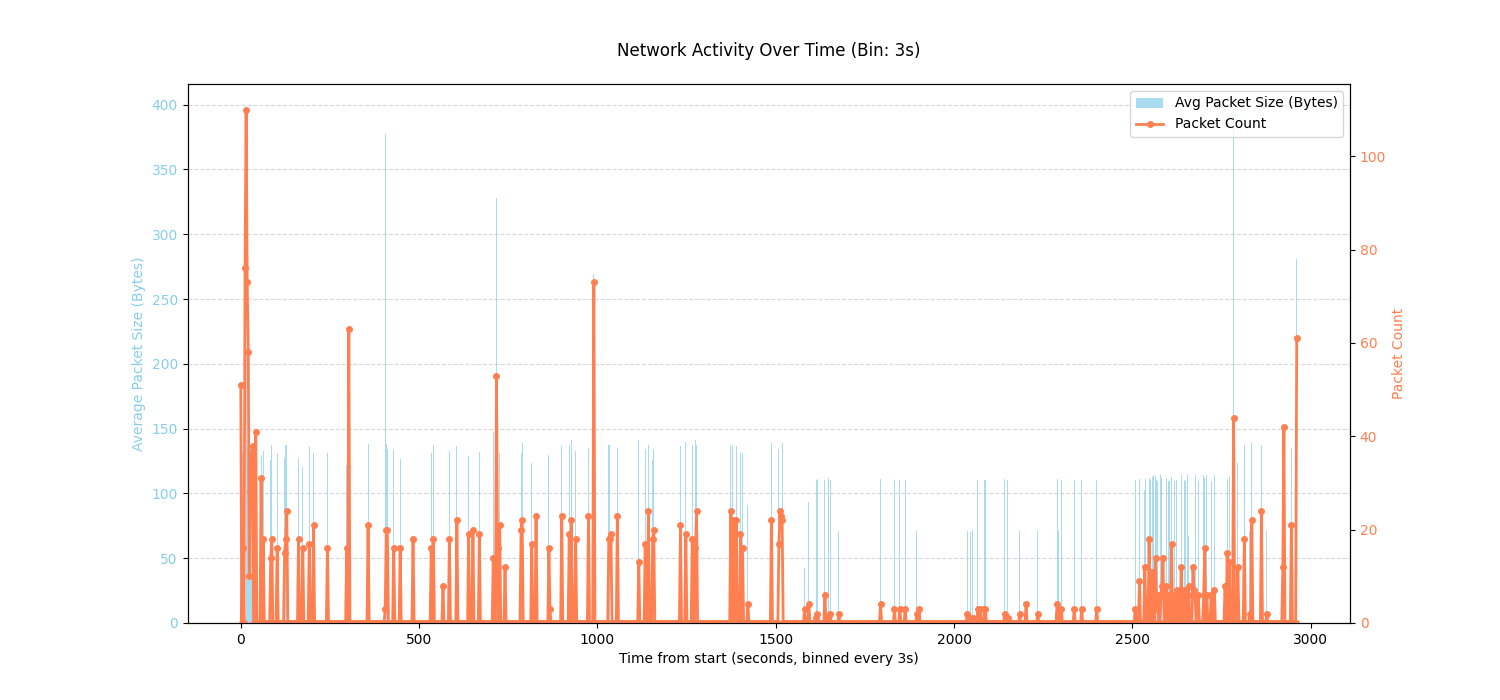 Network Activity Over Time (Bin: 3s)
Avg Packet Size (Bytes)
Packet Count
400
350
300
250
200
150
100
50
0
Average Packet Size (Bytes)
100
80
60
40
20
0
Packet Count
0 500 1000 1500 2000 2500 3000
Time from start (seconds, binned every 3s)